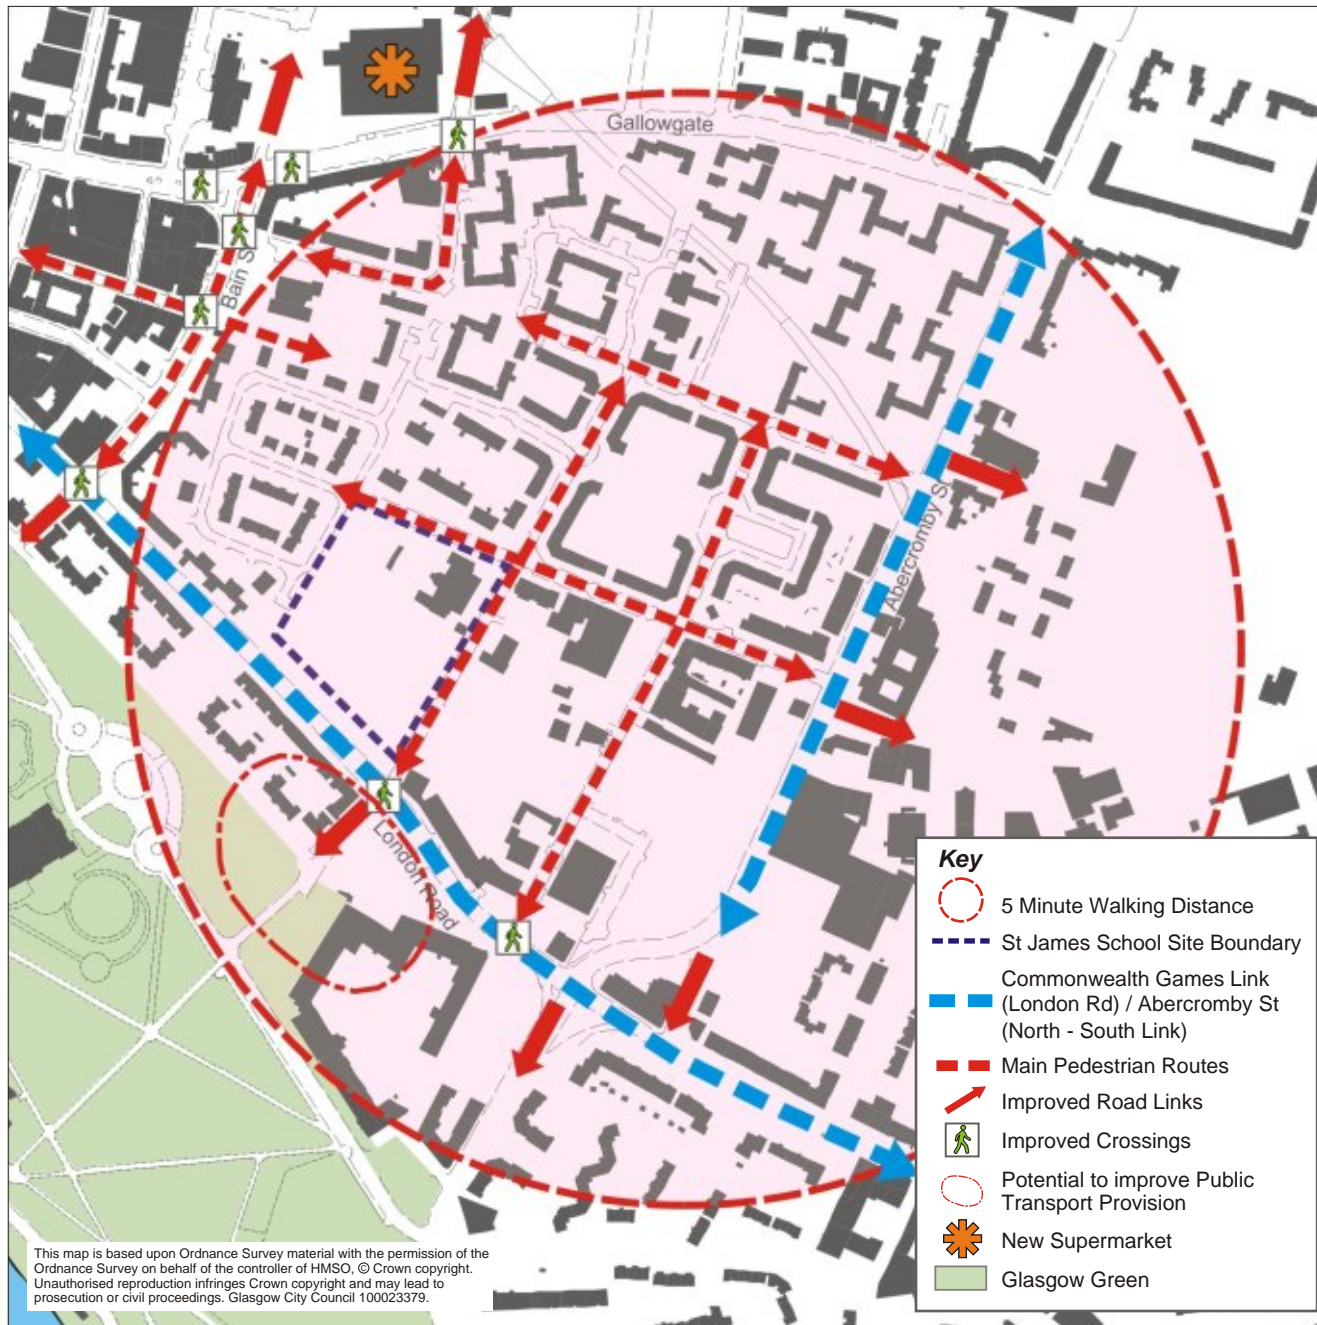 Gallowgate
Bain S
Abercromby St
London Road
Key
5 Minute Walking Distance
St James School Site Boundary
Commonwealth Games Link
(London Rd) / Abercromby St
(North - South Link)
Main Pedestrian Routes
Improved Road Links
Improved Crossings
Potential to improve Public
Transport Provision
New Supermarket
Glasgow Green
This map is based upon Ordnance Survey material with the permission of the
Ordnance Survey on behalf of the controller of HMSO, © Crown copyright.
Unauthorised reproduction infringes Crown copyright and may lead to
prosecution or civil proceedings. Glasgow City Council 100023379.